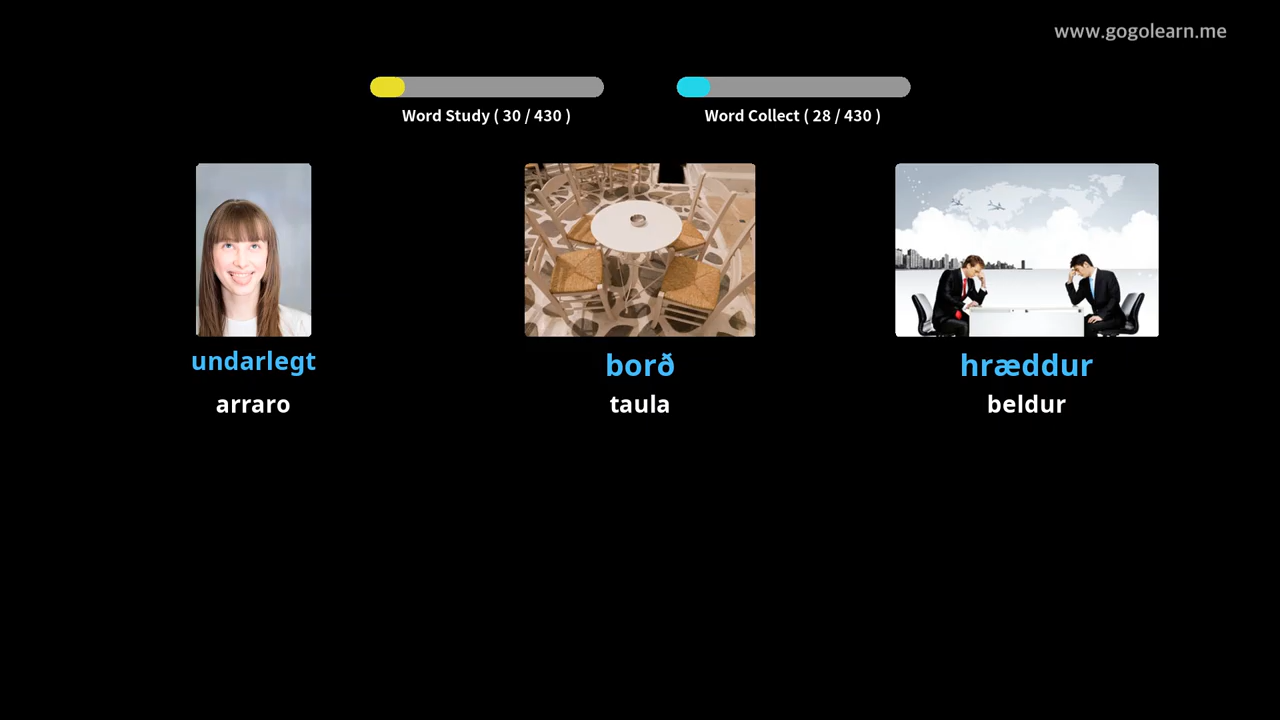 www.gogolearn.me
Word Study ( 30 / 430 )
Word Collect ( 28 / 430 )
undarlegt
borð
hræddur
arraro
taula
beldur